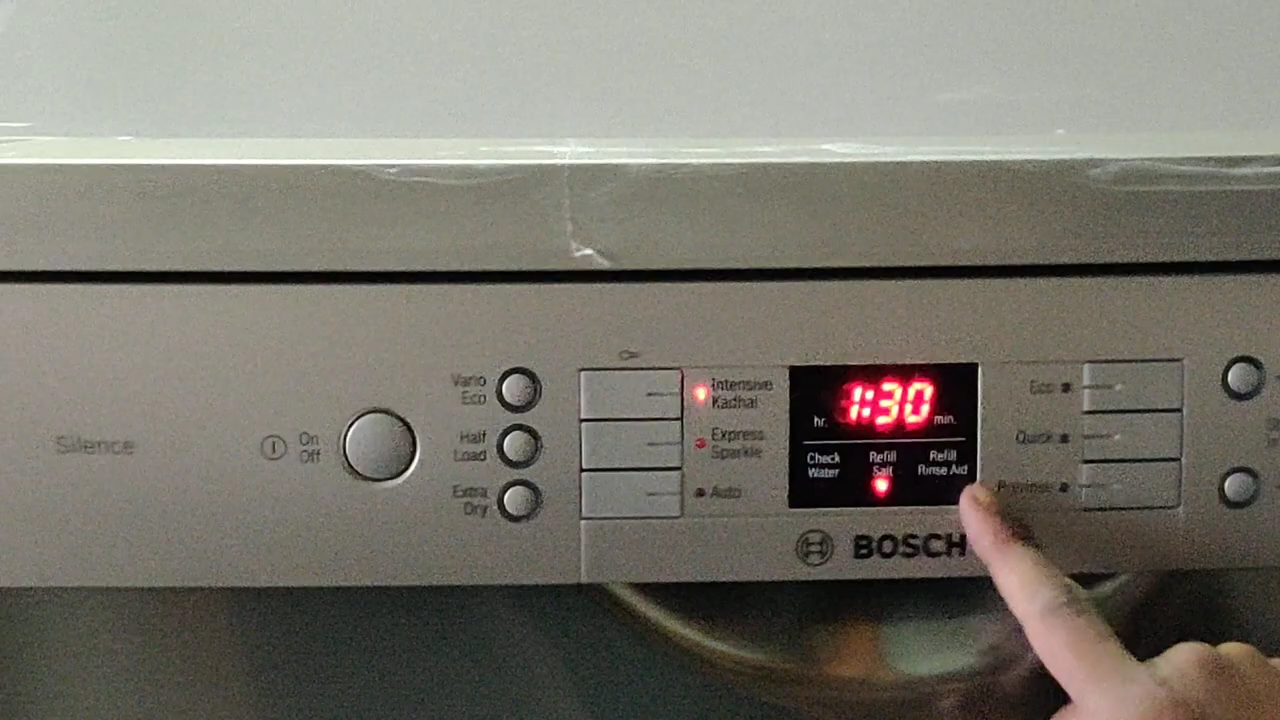 Silence
On
Off
Vario
Eco
Half
Load
Extra
Dry
Intensive
Kadhai
Express
Sparkle
Auto
1:30
hr.
min.
Check
Water
Refill
Salt
Refill
Rinse Aid
Eco
Quick
Prerinse
BOSCH